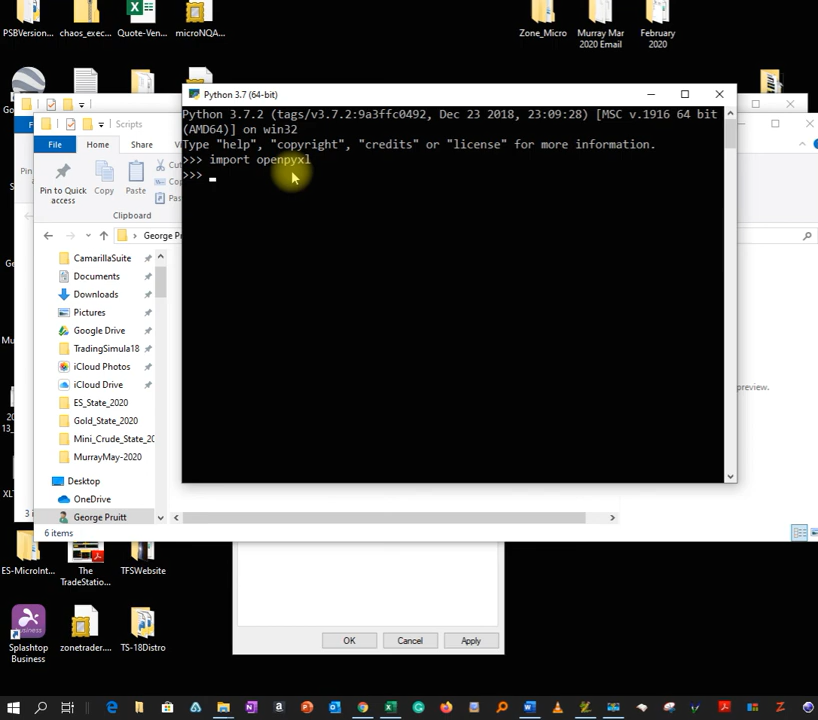 PSBVersion...
chaos_exec...
Quote-Ven...
microNQA...
Zone_Micro
Murray Mar
2020 Email
February
2020
Python 3.7 (64-bit)
Python 3.7.2 (tags/v3.7.2:9a3ffc0492, Dec 23 2018, 23:09:28) [MSC v.1916 64 bit
(AMD64)] on win32
Type "help", "copyright", "credits" or "license" for more information.
>>> import openpyxl
>>>
Scripts
File
Home
Share
Pin to Quick
access
Copy
Paste
Clipboard
George Pruitt
CamarillaSuite
Documents
Downloads
Pictures
Google Drive
TradingSimula18
iCloud Photos
iCloud Drive
ES_State_2020
Gold_State_2020
Mini_Crude_State_20
MurrayMay-2020
Desktop
OneDrive
George Pruitt
6 items
preview.
ES-MicroInt...
The
TradeStatio...
TFSWebsite
Splashtop
Business
zonetrader....
TS-18Distro
OK
Cancel
Apply